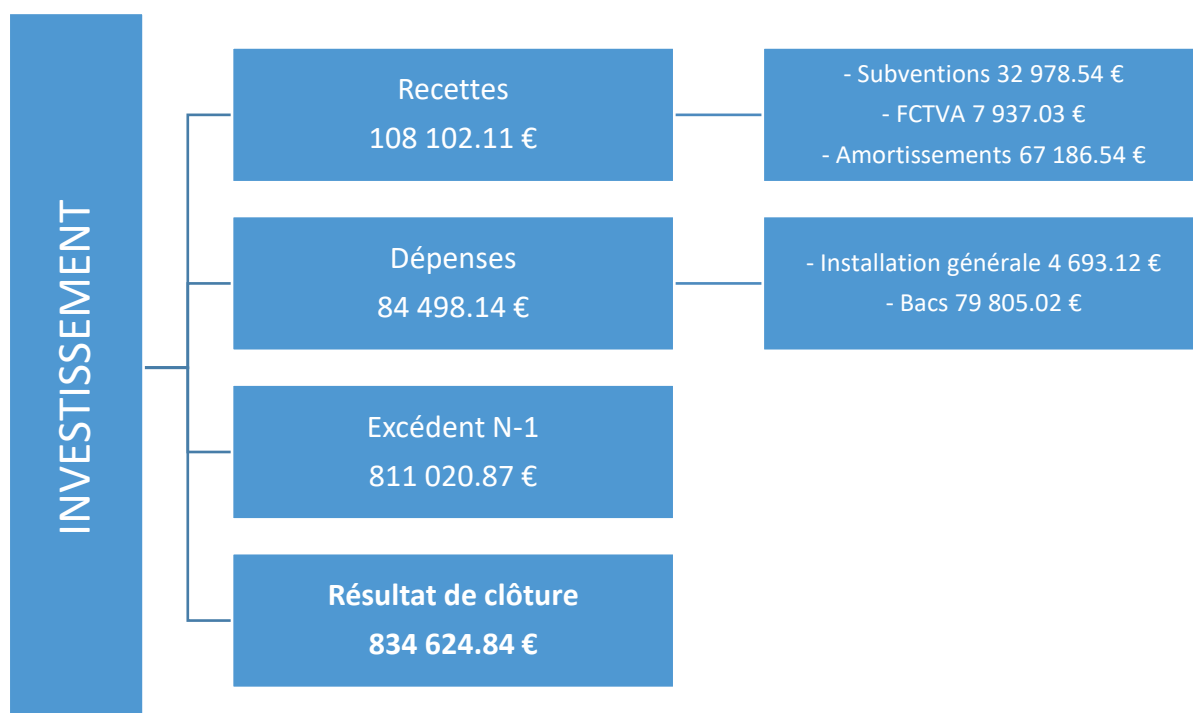 INVESTISSEMENT
Recettes
108 102.11 €
- Subventions 32 978.54 €
- FCTVA 7 937.03 €
- Amortissements 67 186.54 €
Dépenses
84 498.14 €
- Installation générale 4 693.12 €
- Bacs 79 805.02 €
Excédent N-1
811 020.87 €
Résultat de clôture
834 624.84 €